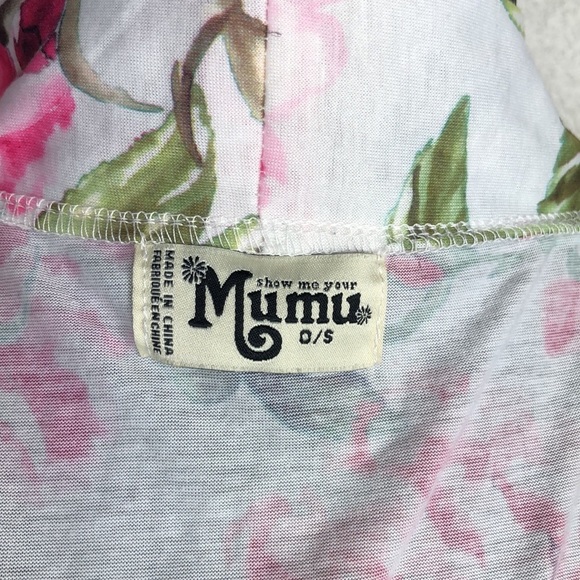 show me your
Mumu
O/S
MADE IN CHINA
FABRIQUÉ EN CHINE